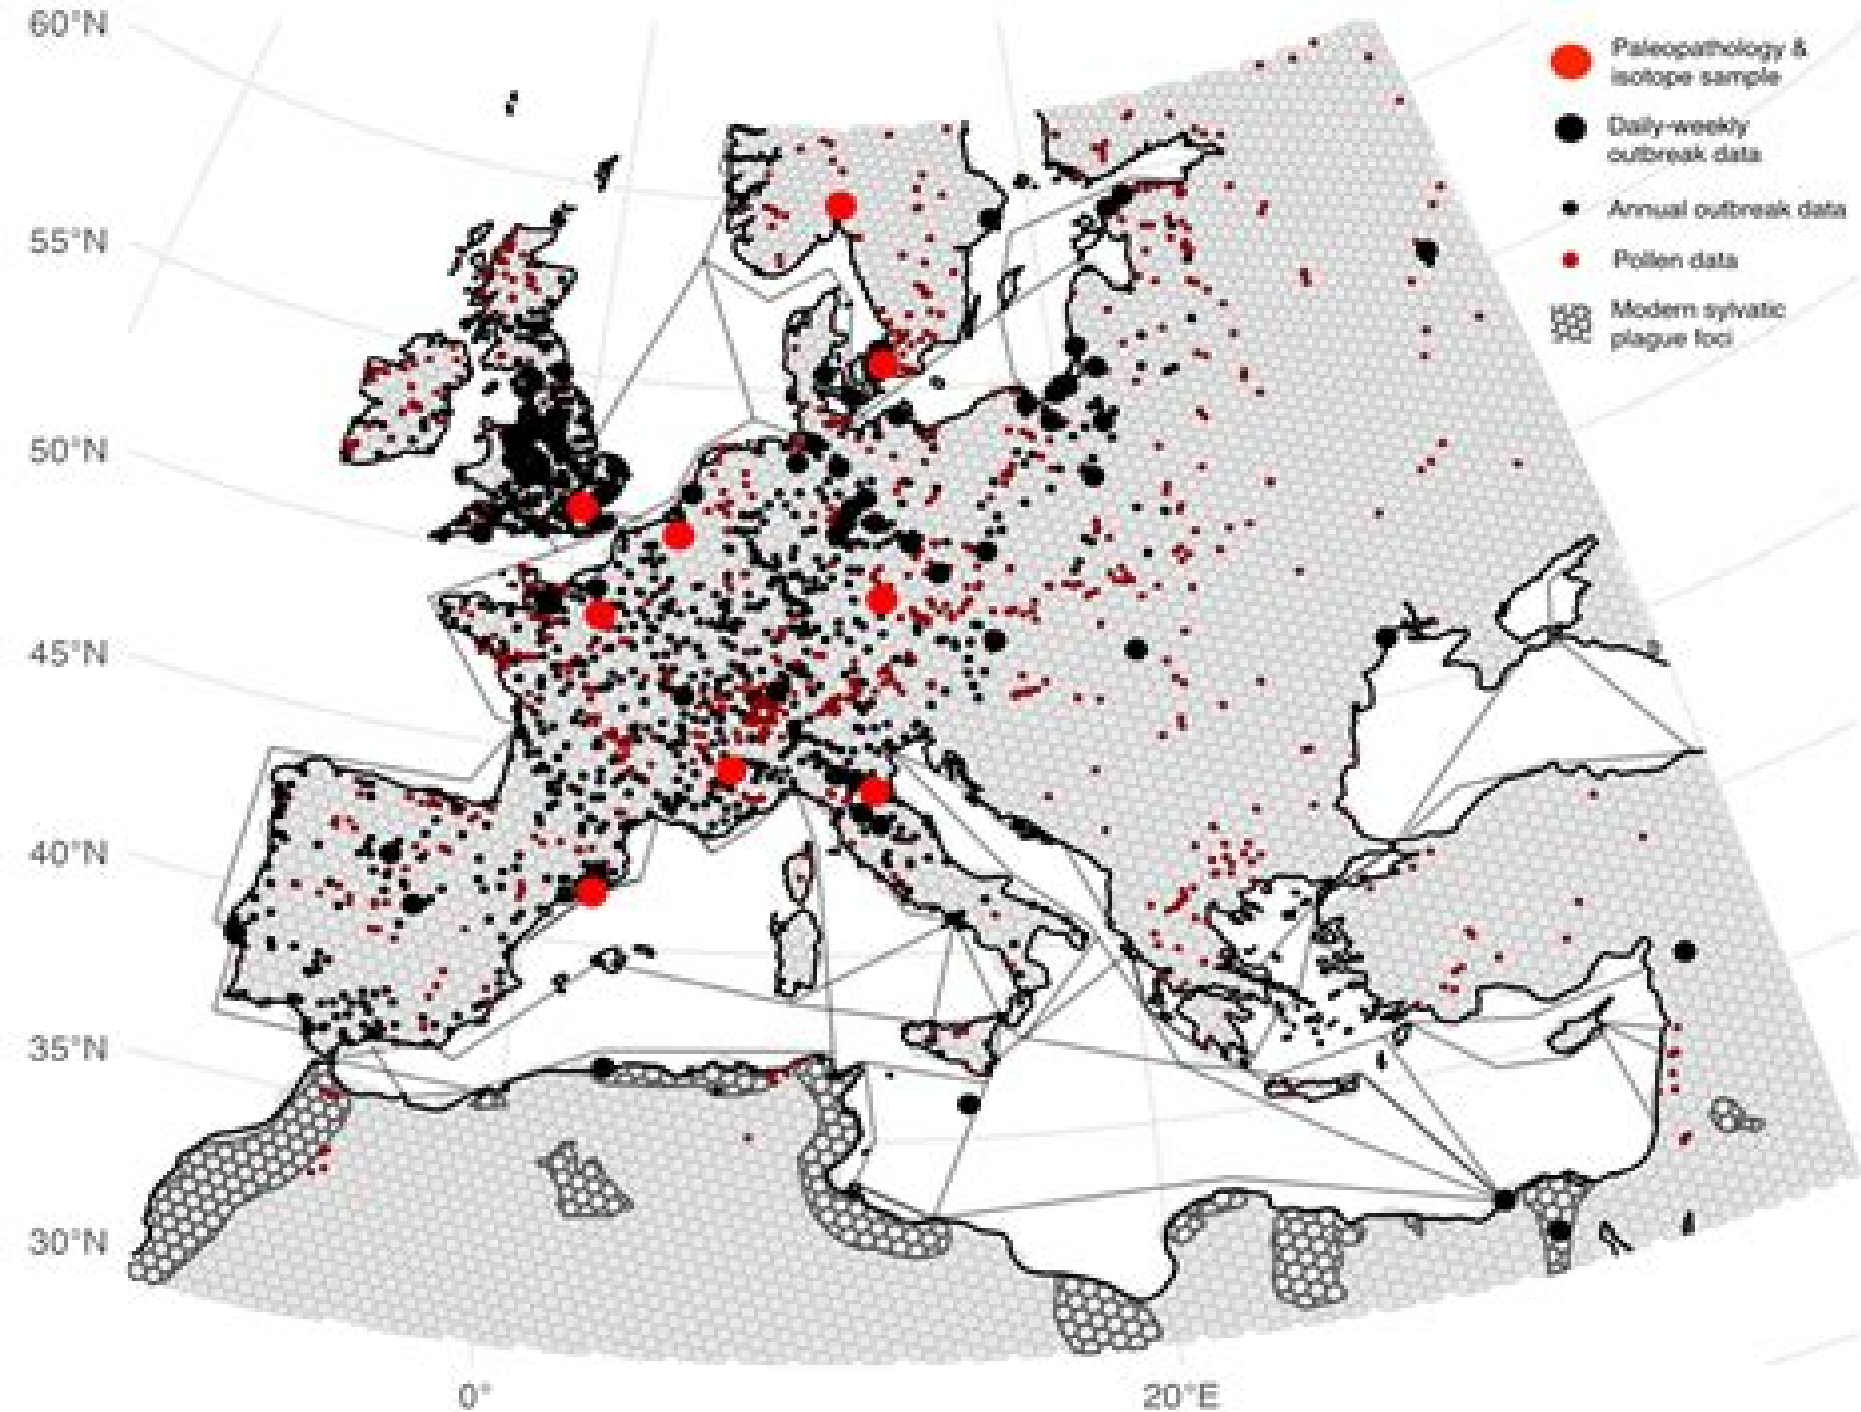 60°N
55°N
50°N
45°N
40°N
35°N
30°N
0°
20°E
Paleopathology &
isotope sample
Daily-weekly
outbreak data
Annual outbreak data
Pollen data
Modern sylvatic
plague foci